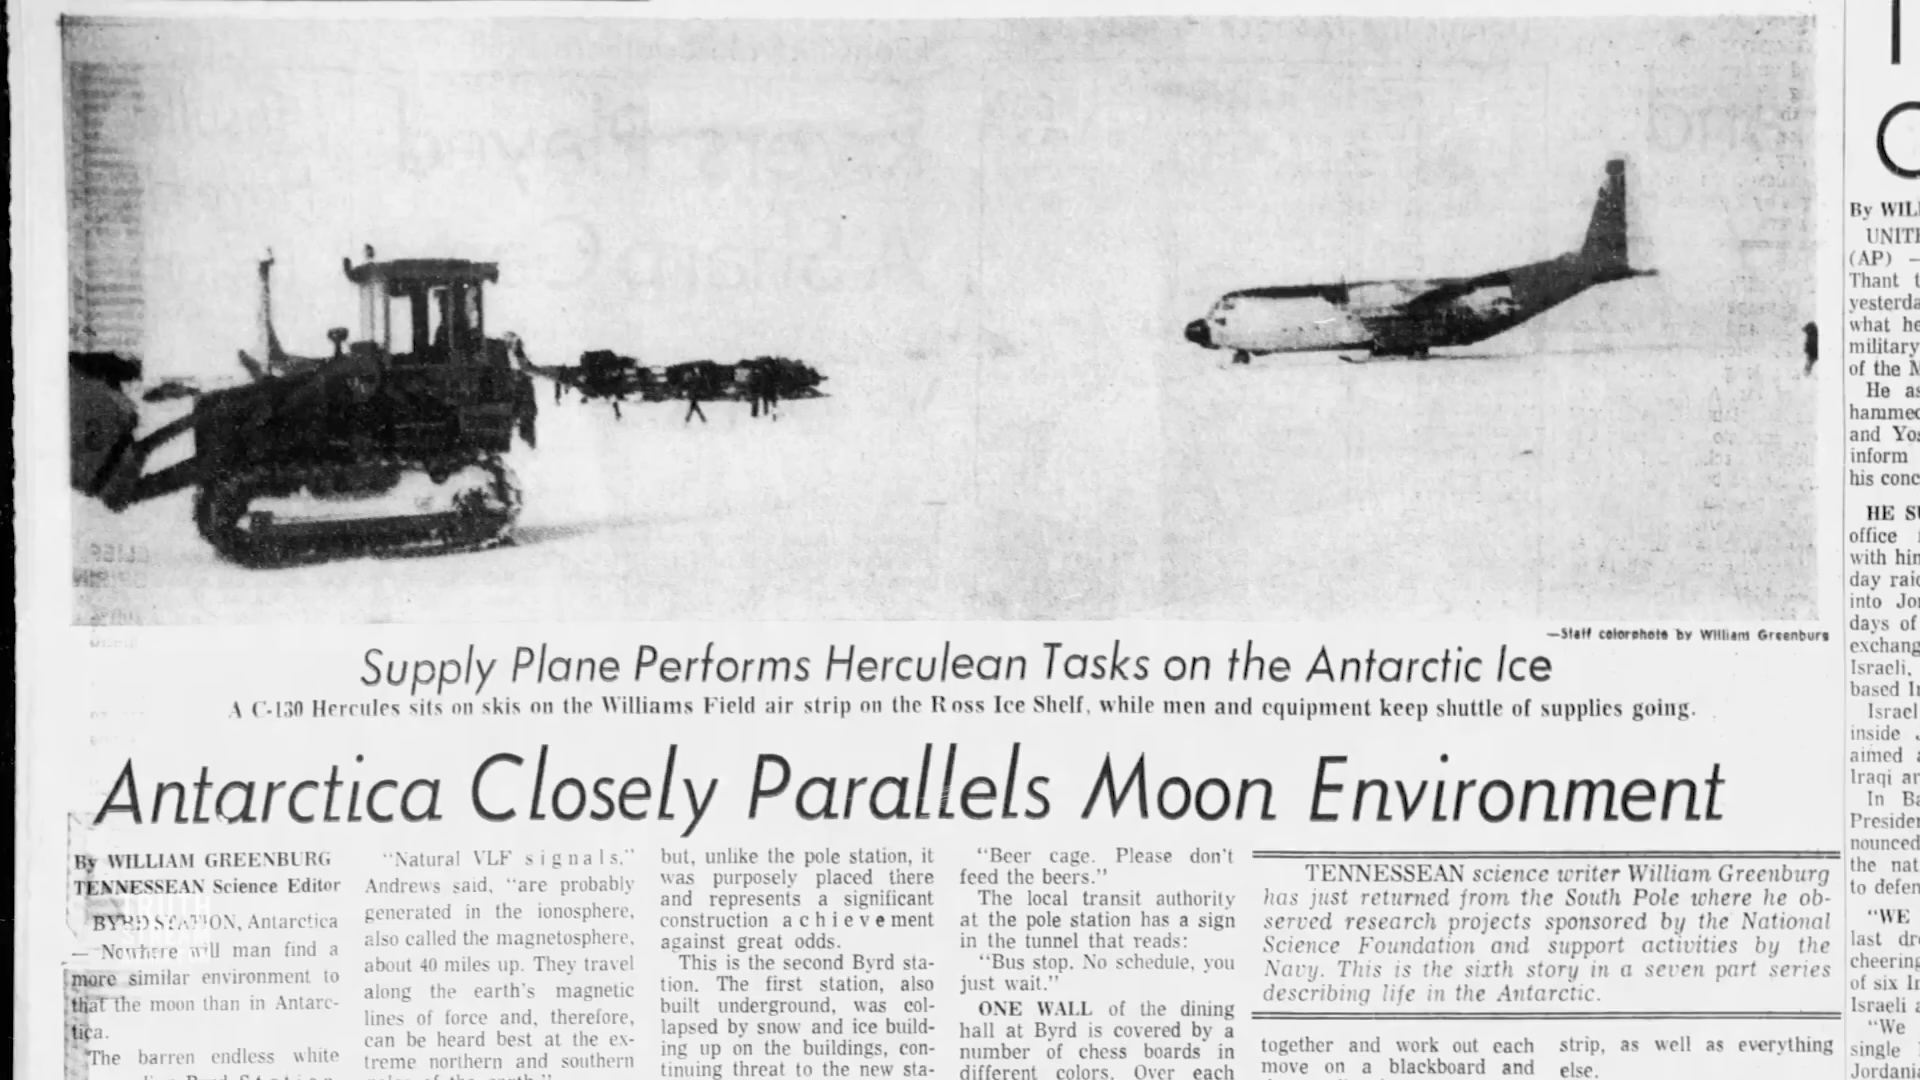 —Staff colorphoto by William Greenburg
Supply Plane Performs Herculean Tasks on the Antarctic Ice
A C-130 Hercules sits on skis on the Williams Field air strip on the Ross Ice Shelf, while men and equipment keep shuttle of supplies going.
Antarctica Closely Parallels Moon Environment
By WILLIAM GREENBURG
TENNESSEAN Science Editor
BYRD STATION, Antarctica
— Nowhere will man find a
more similar environment to
that the moon than in Antarc-
tica.
The barren endless white
"Natural VLF signals,"
Andrews said, "are probably
generated in the ionosphere,
also called the magnetosphere,
about 40 miles up. They travel
along the earth's magnetic
lines of force and, therefore,
can be heard best at the ex-
treme northern and southern
but, unlike the pole station, it
was purposely placed there
and represents a significant
construction achievement
against great odds.
This is the second Byrd sta-
tion. The first station, also
built underground, was col-
lapsed by snow and ice build-
ing up on the buildings, con-
tinuing threat to the new sta-
"Beer cage. Please don't
feed the beers."
The local transit authority
at the pole station has a sign
in the tunnel that reads:
"Bus stop. No schedule, you
just wait."
ONE WALL of the dining
hall at Byrd is covered by a
number of chess boards in
different colors. Over each
TENNESSEAN science writer William Greenburg
has just returned from the South Pole where he ob-
served research projects sponsored by the National
Science Foundation and support activities by the
Navy. This is the sixth story in a seven part series
describing life in the Antarctic.
together and work out each
move on a blackboard and
strip, as well as everything
else.
By WIL
UNIT
(AP) —
Thant
yesterda
what he
military
of the M
He as
hammed
and Yos
inform
his conc
HE SU
office
with him
day raid
into Jor
days of
exchang
Israeli,
based Ir
Israel
inside
aimed a
Iraqi an
In Ba
Presiden
nounced
the nat
to defen
"WE
last dro
cheering
of six Ir
Israeli a
"We
single
Jordani
TRUTH